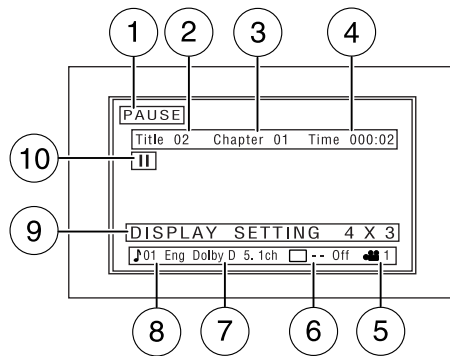 1 2 3 4
PAUSE
Title 02 Chapter 01 Time 000:02
10
9
DISPLAY SETTING 4 X 3
♪01 Eng Dolby D 5. 1ch -- Off 1
8 7 6 5